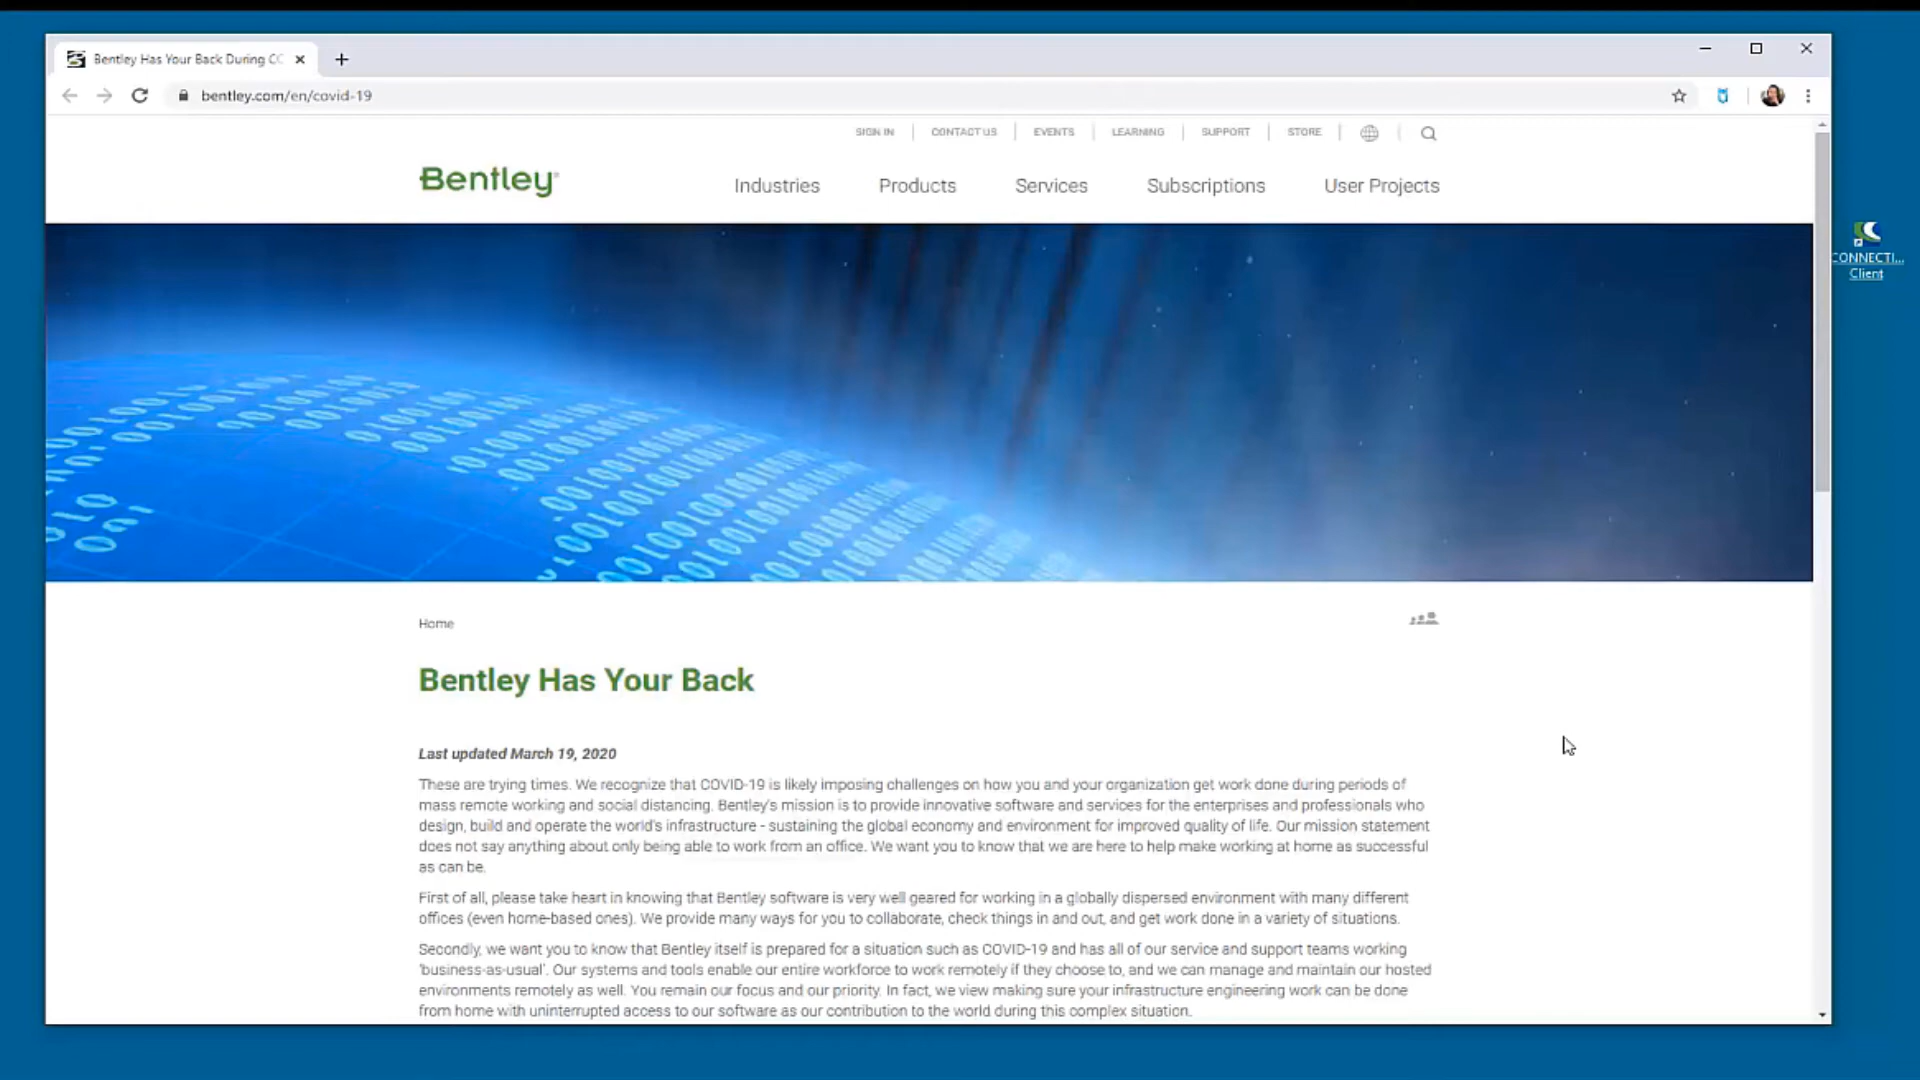 Bentley Has Your Back During CC
bentley.com/en/covid-19
SIGN IN
CONTACT US
EVENTS
LEARNING
SUPPORT
STORE
Bentley
Industries
Products
Services
Subscriptions
User Projects
CONNECTI...
Client
Home
Bentley Has Your Back
Last updated March 19, 2020
These are trying times. We recognize that COVID-19 is likely imposing challenges on how you and your organization get work done during periods of
mass remote working and social distancing. Bentley's mission is to provide innovative software and services for the enterprises and professionals who
design, build and operate the world's infrastructure - sustaining the global economy and environment for improved quality of life. Our mission statement
does not say anything about only being able to work from an office. We want you to know that we are here to help make working at home as successful
as can be.
First of all, please take heart in knowing that Bentley software is very well geared for working in a globally dispersed environment with many different
offices (even home-based ones). We provide many ways for you to collaborate, check things in and out, and get work done in a variety of situations.
Secondly, we want you to know that Bentley itself is prepared for a situation such as COVID-19 and has all of our service and support teams working
'business-as-usual'. Our systems and tools enable our entire workforce to work remotely if they choose to, and we can manage and maintain our hosted
environments remotely as well. You remain our focus and our priority. In fact, we view making sure your infrastructure engineering work can be done
from home with uninterrupted access to our software as our contribution to the world during this complex situation.